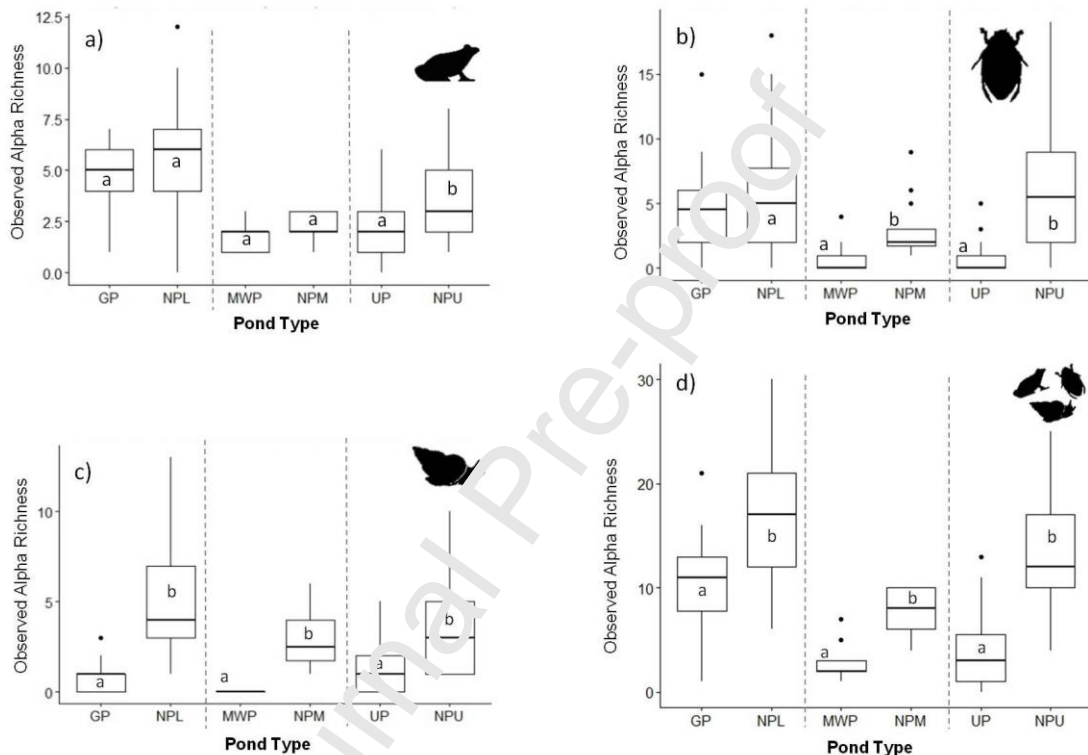 a)
Observed Alpha Richness
12.5
10.0
7.5
5.0
2.5
0.0
a
a
a
a
a
b
GP NPL MWP NPM UP NPU
Pond Type
b)
Observed Alpha Richness
15
10
5
0
a
a
b
a
b
GP NPL MWP NPM UP NPU
Pond Type
c)
Observed Alpha Richness
10
5
0
a
b
a
b
a
b
GP NPL MWP NPM UP NPU
Pond Type
d)
Observed Alpha Richness
30
20
10
0
a
b
a
b
a
b
GP NPL MWP NPM UP NPU
Pond Type
Journal Pre-proof